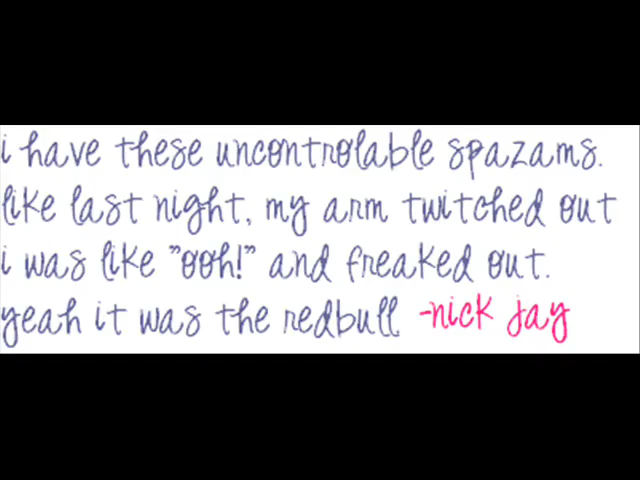 i have these uncontrolable spazams.
like last night, my arm twitched out
i was like "ooh!" and freaked out.
yeah it was the redbull -nick jay